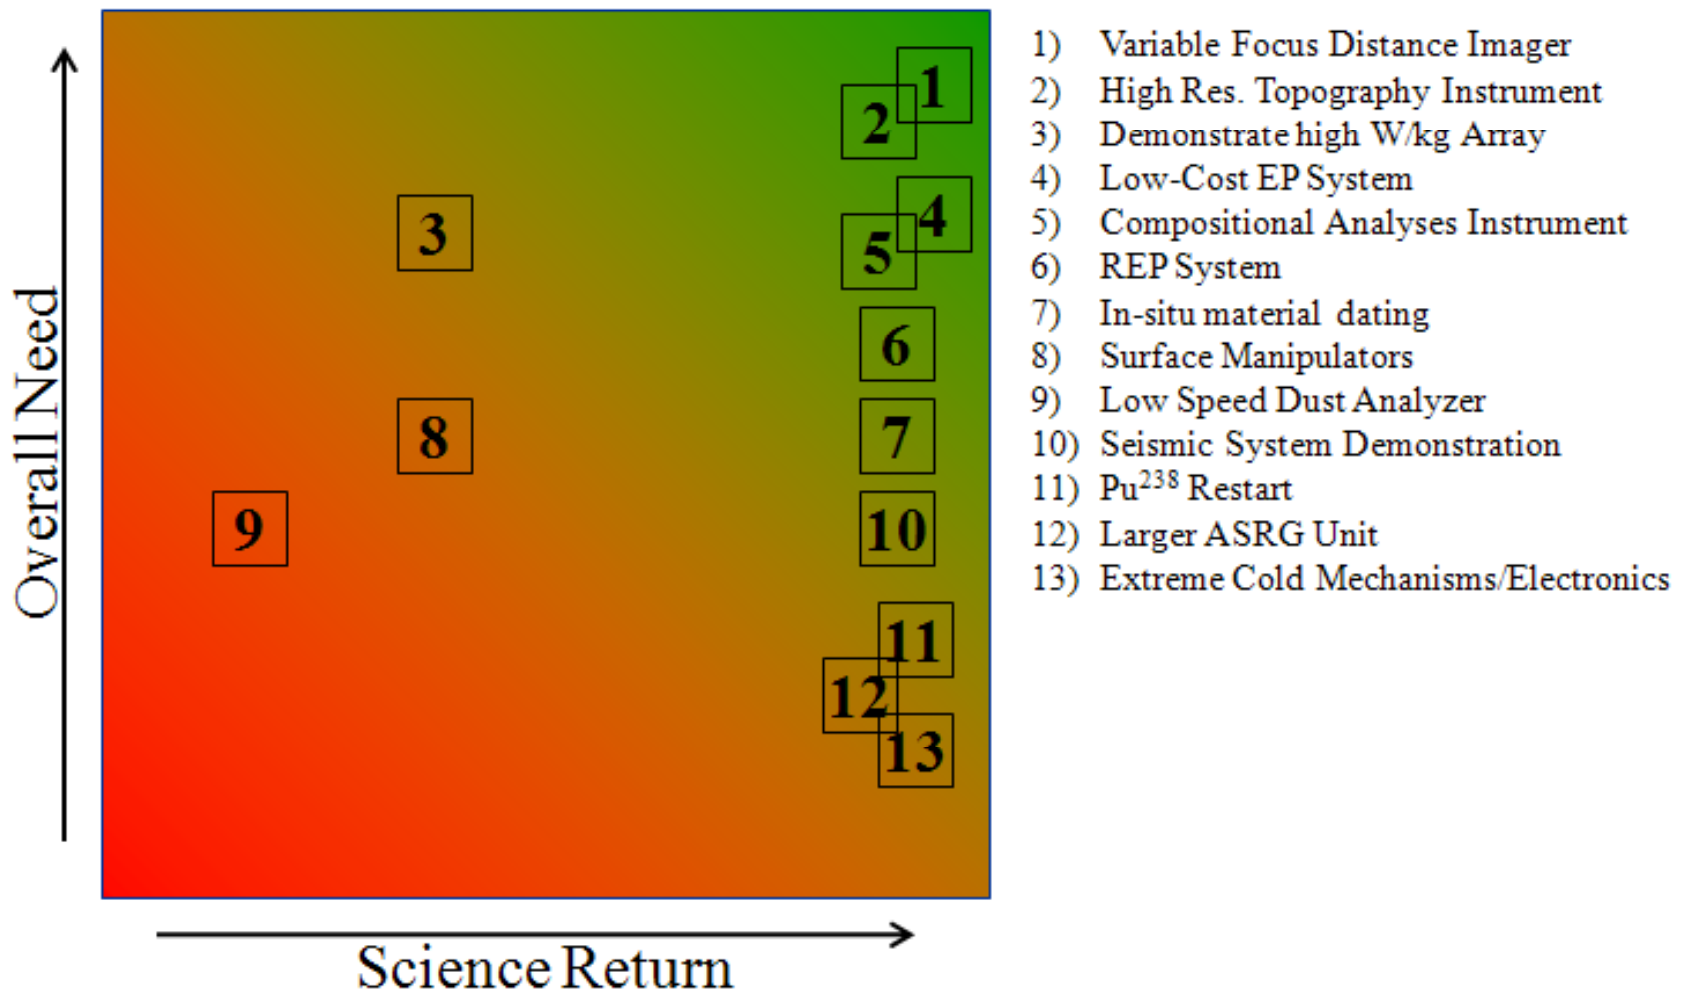 1) Variable Focus Distance Imager
2) High Res. Topography Instrument
3) Demonstrate high W/kg Array
4) Low-Cost EP System
5) Compositional Analyses Instrument
6) REP System
7) In-situ material dating
8) Surface Manipulators
9) Low Speed Dust Analyzer
10) Seismic System Demonstration
11) Pu²³⁸ Restart
12) Larger ASRG Unit
13) Extreme Cold Mechanisms/Electronics
Overall Need
1
2
3
4
5
6
8
7
9
10
11
12
13
Science Return